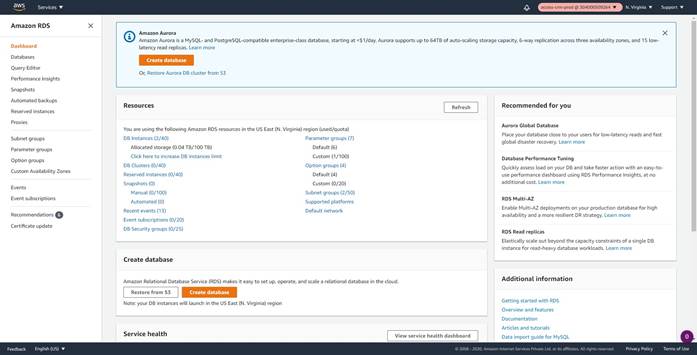 aws
Services
access-crm-prod @ 304006509264
N. Virginia
Support
Amazon RDS
Dashboard
Databases
Query Editor
Performance Insights
Snapshots
Automated backups
Reserved instances
Proxies
Subnet groups
Parameter groups
Option groups
Custom Availability Zones
Events
Event subscriptions
Recommendations 5
Certificate update
Amazon Aurora
Amazon Aurora is a MySQL- and PostgreSQL-compatible enterprise-class database, starting at <$1/day. Aurora supports up to 64TB of auto-scaling storage capacity, 6-way replication across three availability zones, and 15 low-
latency read replicas. Learn more
Create database
Or, Restore Aurora DB cluster from S3
Resources
Refresh
You are using the following Amazon RDS resources in the US East (N. Virginia) region (used/quota)
DB Instances (2/40)
Allocated storage (0.04 TB/100 TB)
Click here to increase DB instances limit
DB Clusters (0/40)
Reserved instances (0/40)
Snapshots (0)
Manual (0/100)
Automated (0)
Recent events (13)
Event subscriptions (0/20)
DB Security groups (0/25)
Parameter groups (7)
Default (6)
Custom (1/100)
Option groups (4)
Default (4)
Custom (0/20)
Subnet groups (2/50)
Supported platforms
Default network
Create database
Amazon Relational Database Service (RDS) makes it easy to set up, operate, and scale a relational database in the cloud.
Restore from S3
Create database
Note: your DB instances will launch in the US East (N. Virginia) region
Service health
View service health dashboard
Recommended for you
Aurora Global Database
Place your database close to your users for low-latency reads and fast
global disaster recovery. Learn more
Database Performance Tuning
Quickly assess load on your DB and take faster action with an easy-to-
use performance dashboard using RDS Performance Insights, at no
additional cost. Learn more
RDS Multi-AZ
Enable Multi-AZ deployments on your production database for high
availability and a more resilient DR strategy. Learn more
RDS Read replicas
Elastically scale out beyond the capacity constraints of a single DB
instance for read-heavy database workloads. Learn more
Additional information
Getting started with RDS
Overview and features
Documentation
Articles and tutorials
Data import guide for MySQL
Feedback
English (US)
© 2008 - 2020, Amazon Internet Services Private Ltd. or its affiliates. All rights reserved.
Privacy Policy
Terms of Use